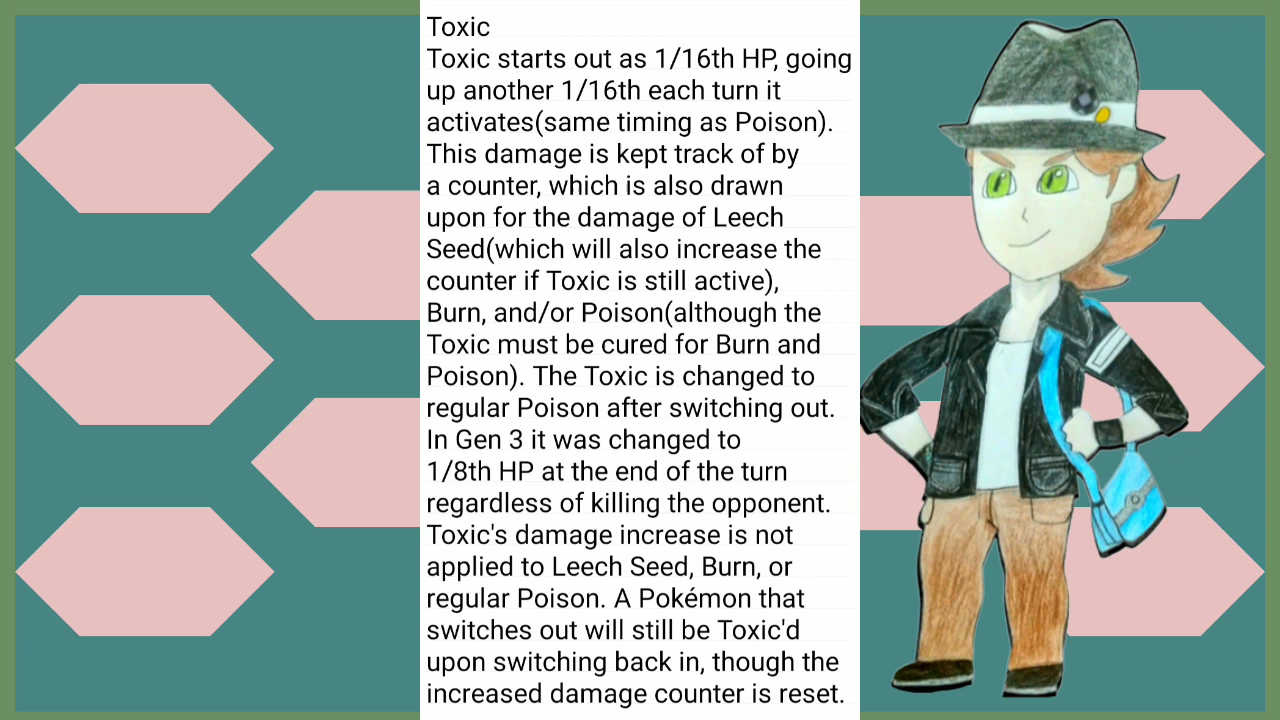 Toxic
Toxic starts out as 1/16th HP, going
up another 1/16th each turn it
activates(same timing as Poison).
This damage is kept track of by
a counter, which is also drawn
upon for the damage of Leech
Seed(which will also increase the
counter if Toxic is still active),
Burn, and/or Poison(although the
Toxic must be cured for Burn and
Poison). The Toxic is changed to
regular Poison after switching out.
In Gen 3 it was changed to
1/8th HP at the end of the turn
regardless of killing the opponent.
Toxic's damage increase is not
applied to Leech Seed, Burn, or
regular Poison. A Pokémon that
switches out will still be Toxic'd
upon switching back in, though the
increased damage counter is reset.